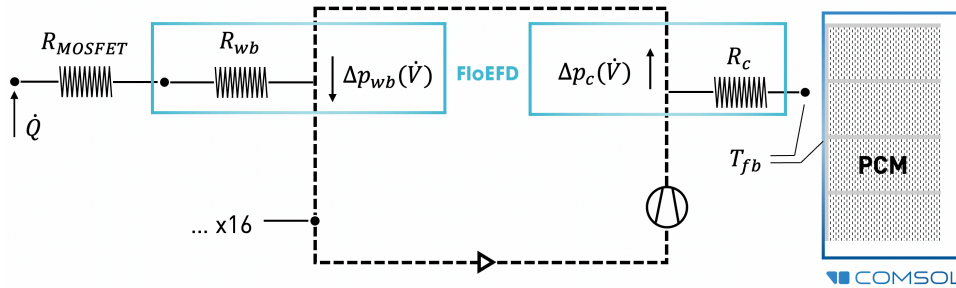 R_MOSFET
R_wb
Δp_wb(V̇)
FloEFD
Δp_c(V̇)
R_c
Q̇
T_fb
PCM
... x16
COMSOL